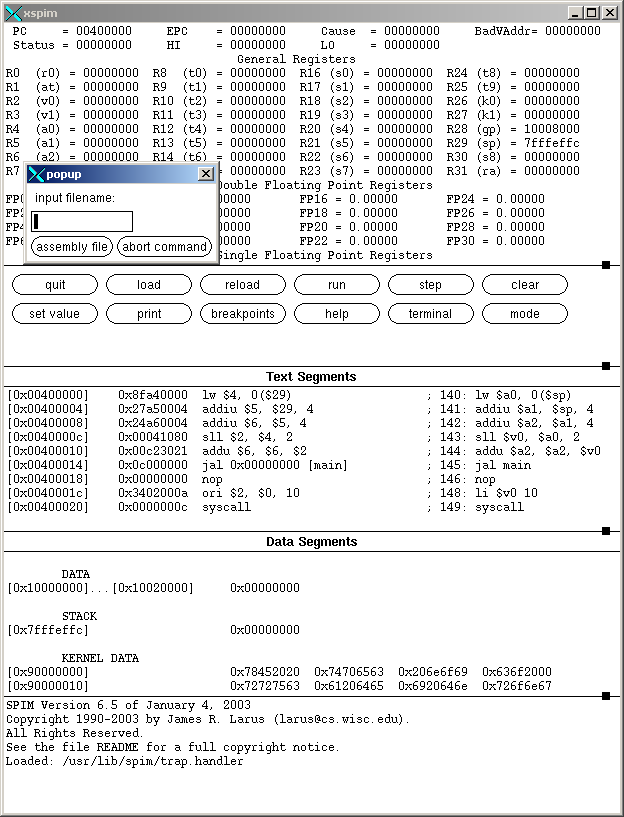 xspim
PC = 00400000 EPC = 00000000 Cause = 00000000 BadVAddr= 00000000
Status = 00000000 HI = 00000000 LO = 00000000
General Registers
R0 (r0) = 00000000 R8 (t0) = 00000000 R16 (s0) = 00000000 R24 (t8) = 00000000
R1 (at) = 00000000 R9 (t1) = 00000000 R17 (s1) = 00000000 R25 (t9) = 00000000
R2 (v0) = 00000000 R10 (t2) = 00000000 R18 (s2) = 00000000 R26 (k0) = 00000000
R3 (v1) = 00000000 R11 (t3) = 00000000 R19 (s3) = 00000000 R27 (k1) = 00000000
R4 (a0) = 00000000 R12 (t4) = 00000000 R20 (s4) = 00000000 R28 (gp) = 10008000
R5 (a1) = 00000000 R13 (t5) = 00000000 R21 (s5) = 00000000 R29 (sp) = 7fffeffc
R6 (a2) = 00000000 R14 (t6) = 00000000 R22 (s6) = 00000000 R30 (s8) = 00000000
R7 00000000 R23 (s7) = 00000000 R31 (ra) = 00000000
Double Floating Point Registers
FP0 00000 FP16 = 0.00000 FP24 = 0.00000
FP2 00000 FP18 = 0.00000 FP26 = 0.00000
FP4 00000 FP20 = 0.00000 FP28 = 0.00000
FP6 00000 FP22 = 0.00000 FP30 = 0.00000
Single Floating Point Registers
popup
input filename:
assembly file abort command
quit load reload run step clear
set value print breakpoints help terminal mode
Text Segments
[0x00400000] 0x8fa40000 lw $4, 0($29) ; 140: lw $a0, 0($sp)
[0x00400004] 0x27a50004 addiu $5, $29, 4 ; 141: addiu $a1, $sp, 4
[0x00400008] 0x24a60004 addiu $6, $5, 4 ; 142: addiu $a2, $a1, 4
[0x0040000c] 0x00041080 sll $2, $4, 2 ; 143: sll $v0, $a0, 2
[0x00400010] 0x00c23021 addu $6, $6, $2 ; 144: addu $a2, $a2, $v0
[0x00400014] 0x0c000000 jal 0x00000000 [main] ; 145: jal main
[0x00400018] 0x00000000 nop ; 146: nop
[0x0040001c] 0x3402000a ori $2, $0, 10 ; 148: li $v0 10
[0x00400020] 0x0000000c syscall ; 149: syscall
Data Segments
DATA
[0x10000000]...[0x10020000] 0x00000000
STACK
[0x7fffeffc] 0x00000000
KERNEL DATA
[0x90000000] 0x78452020 0x74706563 0x206e6f69 0x636f2000
[0x90000010] 0x72727563 0x61206465 0x6920646e 0x726f6e67
SPIM Version 6.5 of January 4, 2003
Copyright 1990-2003 by James R. Larus (larus@cs.wisc.edu).
All Rights Reserved.
See the file README for a full copyright notice.
Loaded: /usr/lib/spim/trap.handler